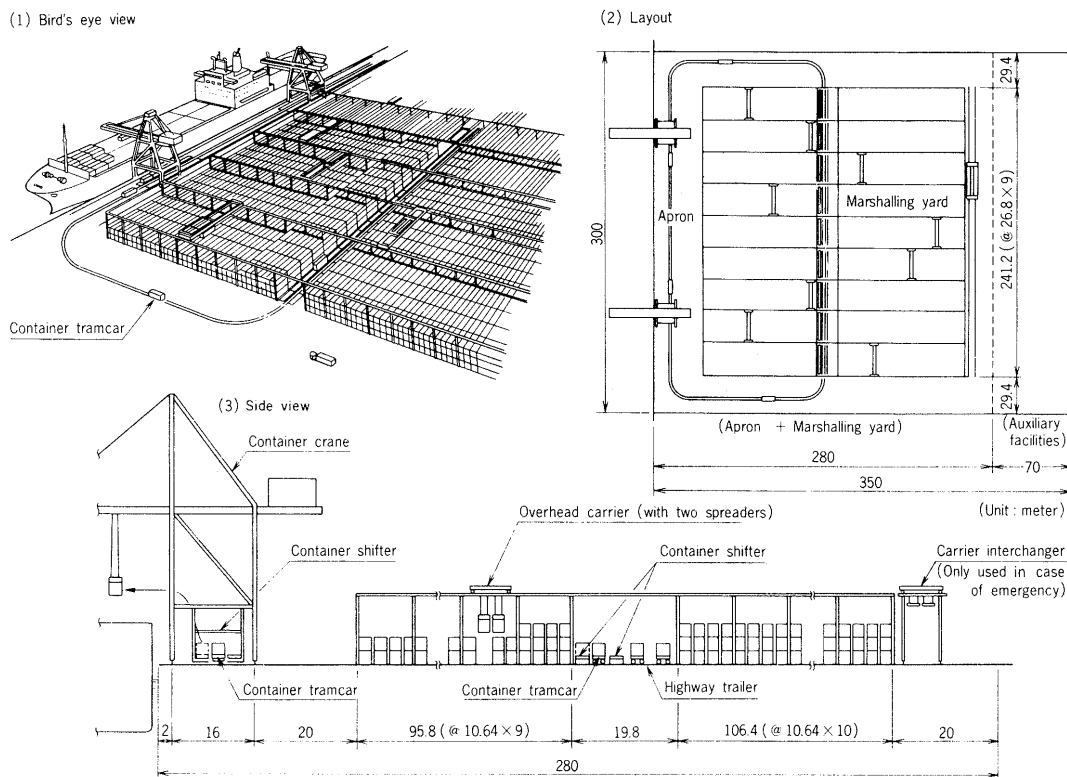 (1) Bird's eye view
Container tramcar
(2) Layout
Apron
Marshalling yard
300
29.4
241.2 (@ 26.8 × 9)
29.4
(Apron + Marshalling yard)
(Auxiliary
facilities)
280
70
350
(Unit : meter)
(3) Side view
Container crane
Container shifter
Container tramcar
Overhead carrier (with two spreaders)
Container shifter
Container tramcar
Highway trailer
Carrier interchanger
(Only used in case
of emergency)
2
16
20
95.8 (@ 10.64 × 9)
19.8
106.4 (@ 10.64 × 10)
20
280